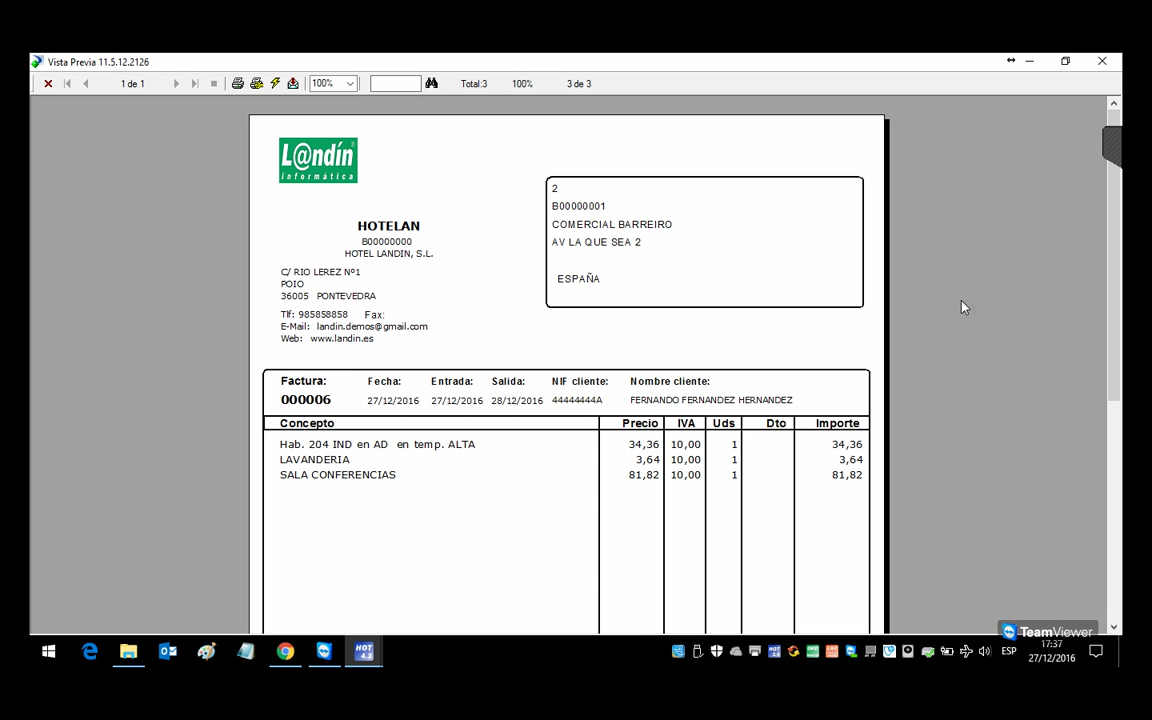 Vista Previa 11.5.12.2126
1 de 1
100%
Total:3
100%
3 de 3
L@ndín
informática
HOTELAN
B00000000
HOTEL LANDIN, S.L.
C/ RIO LEREZ Nº1
POIO
36005 PONTEVEDRA
Tlf: 985858858 Fax:
E-Mail: landin.demos@gmail.com
Web: www.landin.es
2
B00000001
COMERCIAL BARREIRO
AV LA QUE SEA 2
ESPAÑA
Factura: Fecha: Entrada: Salida: NIF cliente: Nombre cliente:
000006 27/12/2016 27/12/2016 28/12/2016 44444444A FERNANDO FERNANDEZ HERNANDEZ
Concepto Precio IVA Uds Dto Importe
Hab. 204 IND en AD en temp. ALTA 34,36 10,00 1 34,36
LAVANDERIA 3,64 10,00 1 3,64
SALA CONFERENCIAS 81,82 10,00 1 81,82
TeamViewer
HOT
ESP
17:37
27/12/2016